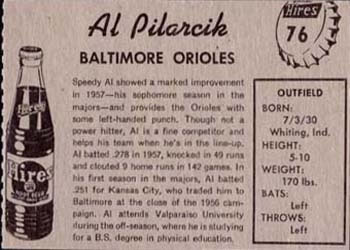 Al Pilarcik
BALTIMORE ORIOLES
Hires
76
Speedy Al showed a marked improvement
in 1957—his sophomore season in the
majors—and provides the Orioles with
some left-handed punch. Though not a
power hitter, Al is a fine competitor and
helps his team when he's in the line-up.
Al batted .278 in 1957, knocked in 49 runs
and clouted 9 home runs in 142 games. In
his first season in the majors, Al batted
.251 for Kansas City, who traded him to
Baltimore at the close of the 1956 cam-
paign. Al attends Valparaiso University
during the off-season, where he is studying
for a B.S. degree in physical education.
OUTFIELD
BORN:
7/3/30
Whiting, Ind.
HEIGHT:
5-10
WEIGHT:
170 lbs.
BATS:
Left
THROWS:
Left
Hires
Hires